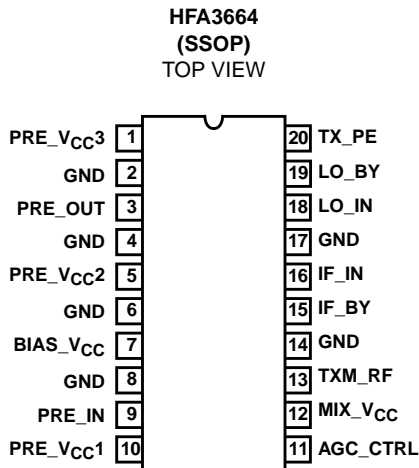 HFA3664
(SSOP)
TOP VIEW
PRE_VCC3 1 20 TX_PE
GND 2 19 LO_BY
PRE_OUT 3 18 LO_IN
GND 4 17 GND
PRE_VCC2 5 16 IF_IN
GND 6 15 IF_BY
BIAS_VCC 7 14 GND
GND 8 13 TXM_RF
PRE_IN 9 12 MIX_VCC
PRE_VCC1 10 11 AGC_CTRL